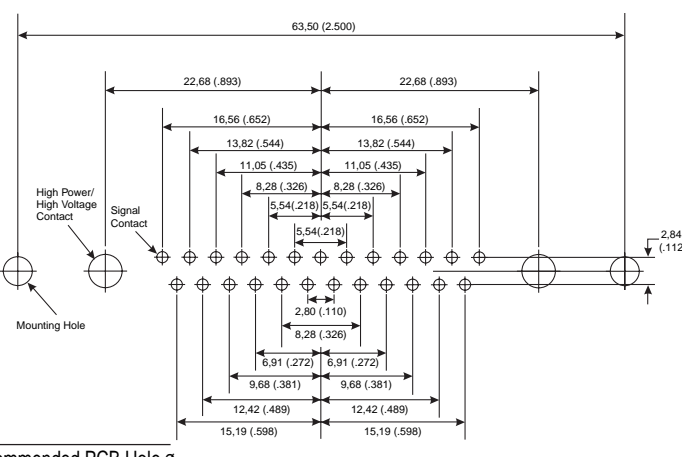 63,50 (2.500)
22,68 (.893) 22,68 (.893)
16,56 (.652) 16,56 (.652)
13,82 (.544) 13,82 (.544)
11,05 (.435) 11,05 (.435)
High Power/
High Voltage
Contact
Signal
Contact
8,28 (.326) 8,28 (.326)
5,54(.218) 5,54(.218)
5,54(.218)
2,84
(.112
Mounting Hole
2,80 (.110)
8,28 (.326)
6,91 (.272) 6,91 (.272)
9,68 (.381) 9,68 (.381)
12,42 (.489) 12,42 (.489)
15,19 (.598) 15,19 (.598)